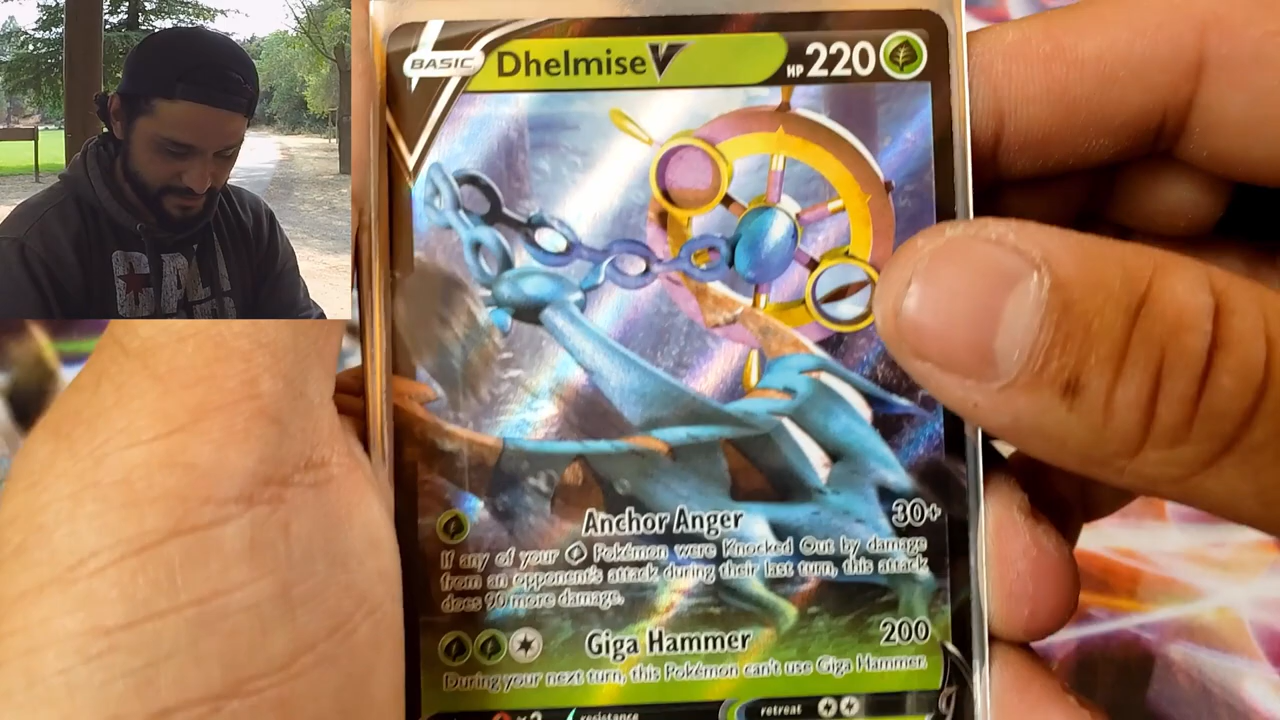 BASIC
Dhelmise V
HP 220
CALI
Anchor Anger 30+
If any of your Pokémon were Knocked Out by damage
from an opponent's attack during their last turn, this attack
does 90 more damage.
Giga Hammer 200
During your next turn, this Pokémon can't use Giga Hammer.
×2 resistance retreat